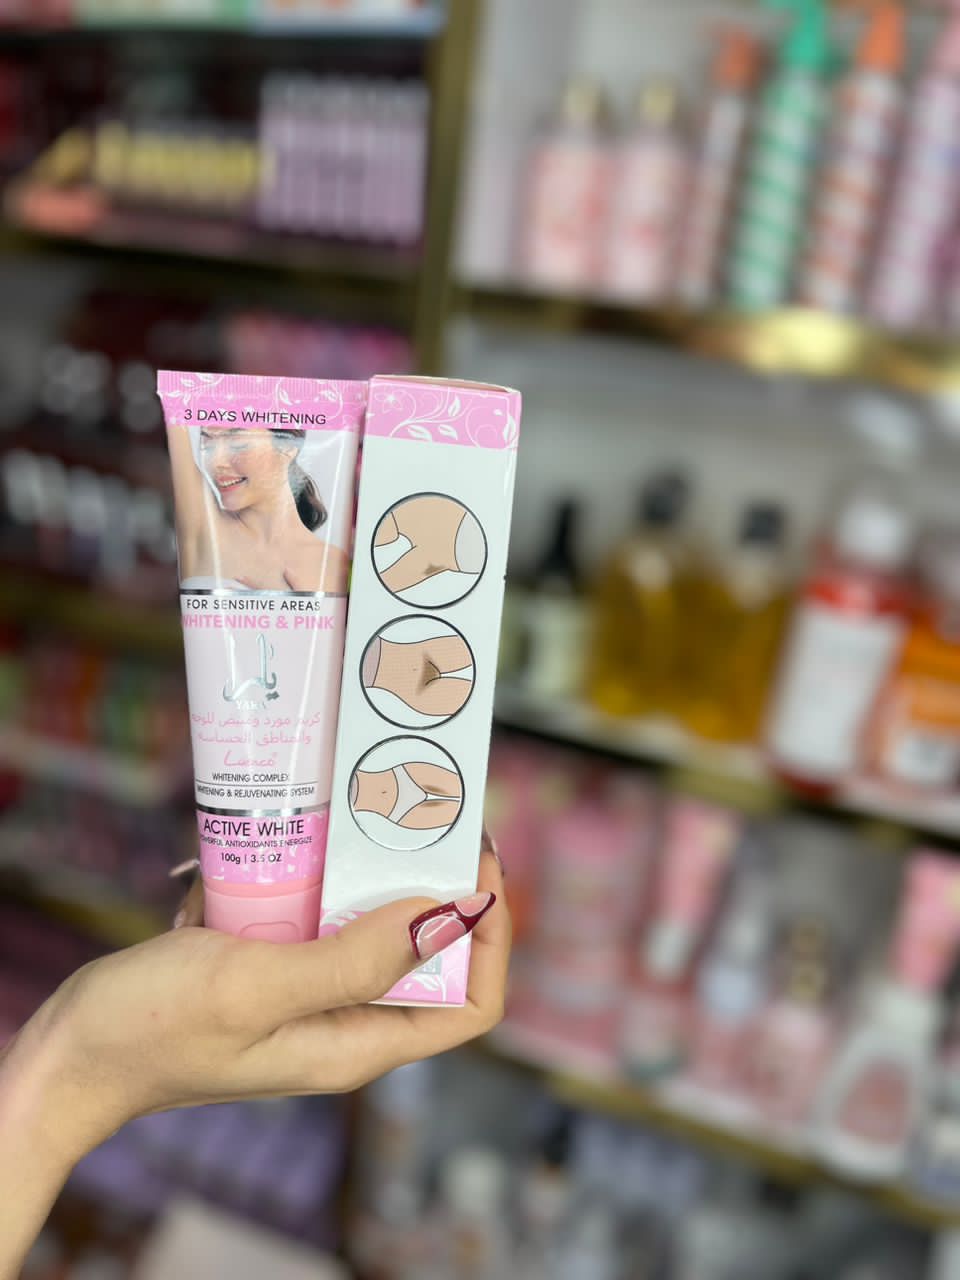 3 DAYS WHITENING
FOR SENSITIVE AREAS
WHITENING & PINK
يارا
YARA
كريم مورد ومبيض للوجه
والمناطق الحساسه
WHITENING COMPLEX
WHITENING & REJUVENATING SYSTEM
ACTIVE WHITE
POWERFUL ANTIOXIDANTS ENERGIZE
100g | 3.5 OZ